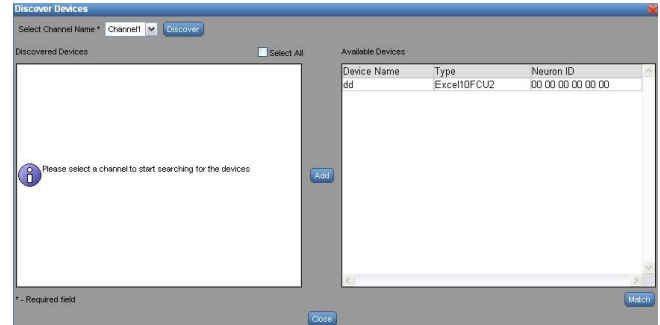 Discover Devices
Select Channel Name * Channel1 Discover
Discovered Devices Select All Available Devices
Device Name Type Neuron ID
dd Excel10FCU2 00 00 00 00 00 00
Please select a channel to start searching for the devices
Add
* - Required field
Match
Close